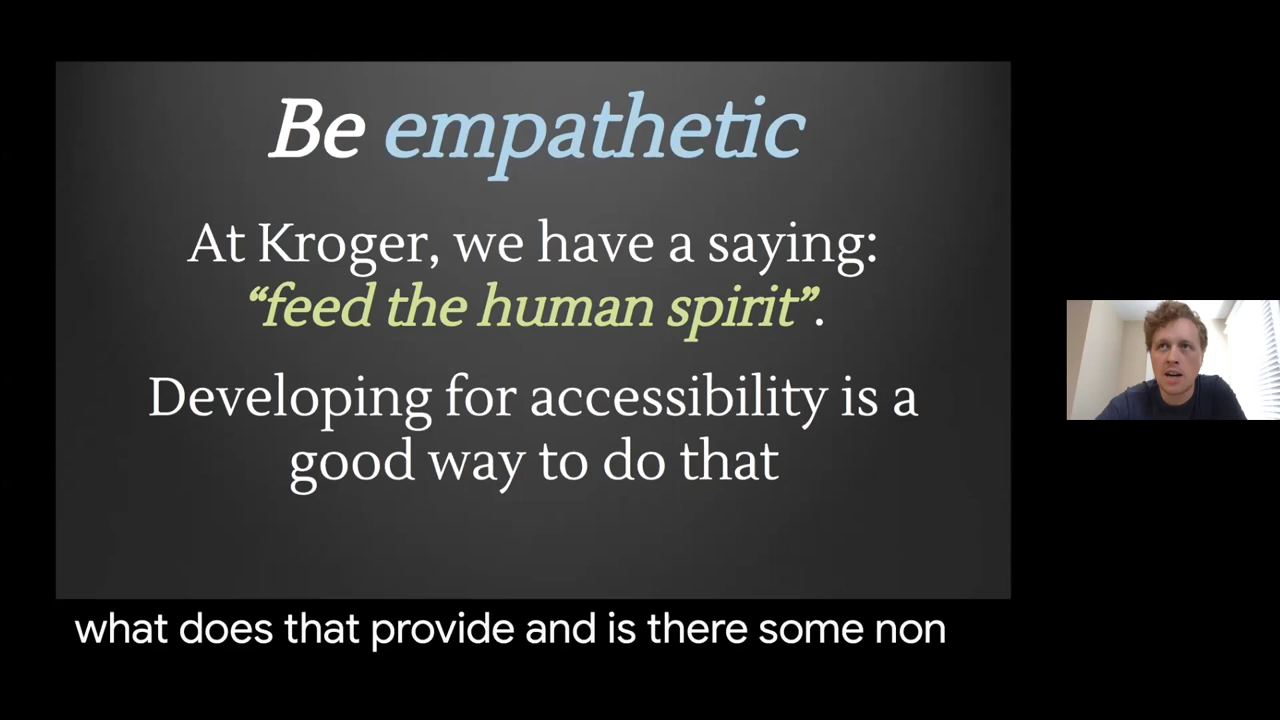 Be empathetic
At Kroger, we have a saying:
“feed the human spirit”.
Developing for accessibility is a
good way to do that
what does that provide and is there some non